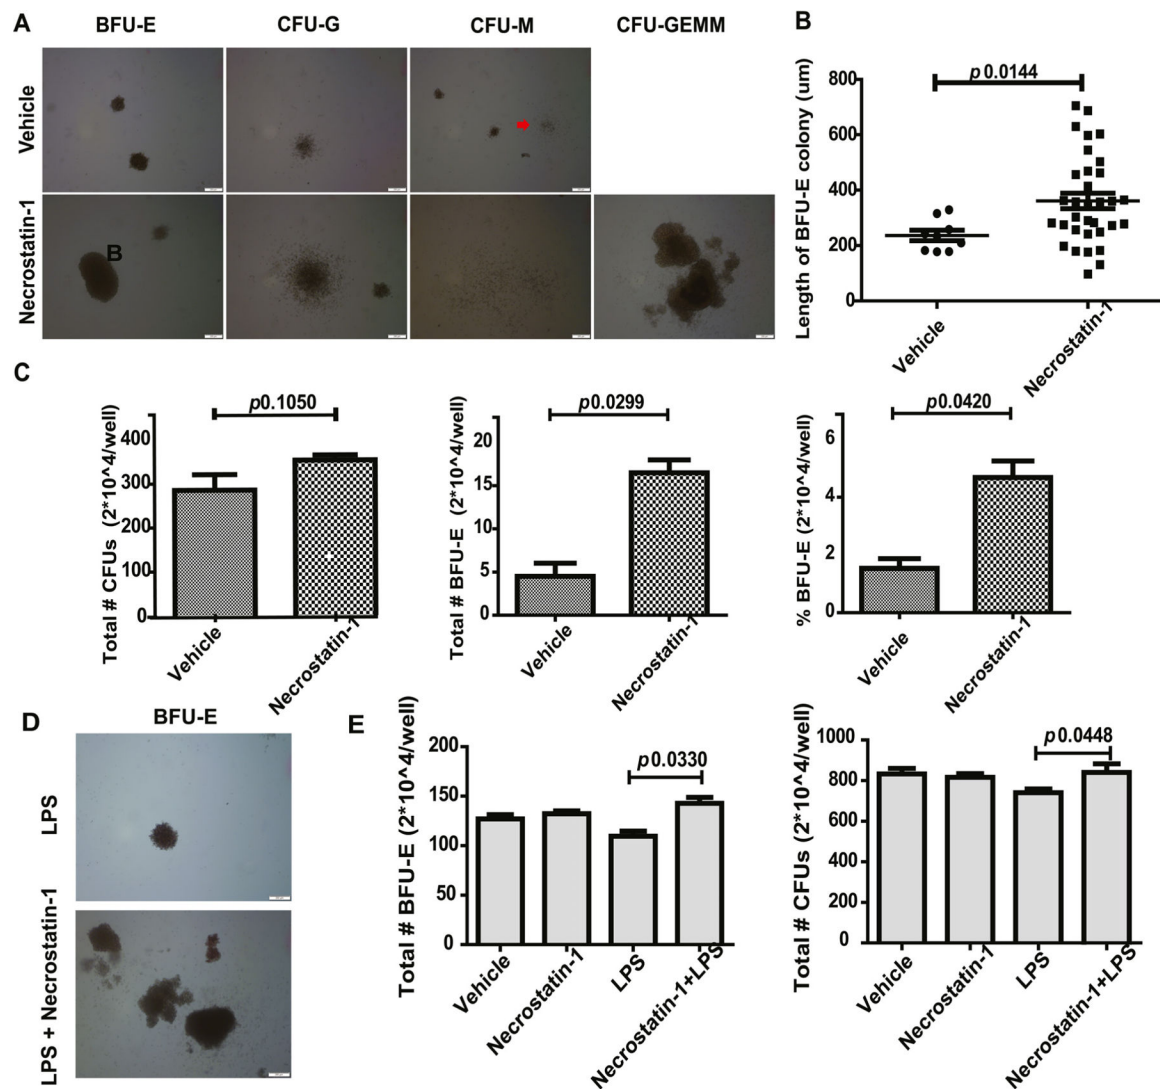 A
BFU-E
CFU-G
CFU-M
CFU-GEMM
Vehicle
Necrostatin-1
B
B
Length of BFU-E colony (um)
800
600
400
200
0
p0.0144
Vehicle
Necrostatin-1
C
Total # CFUs (2*10^4/well)
400
300
200
100
0
p0.1050
Vehicle
Necrostatin-1
Total # BFU-E (2*10^4/well)
20
15
10
5
0
p0.0299
Vehicle
Necrostatin-1
% BFU-E (2*10^4/well)
6
4
2
0
p0.0420
Vehicle
Necrostatin-1
D
BFU-E
LPS
LPS + Necrostatin-1
E
Total # BFU-E (2*10^4/well)
200
150
100
50
0
p0.0330
Vehicle
Necrostatin-1
LPS
Necrostatin-1+LPS
Total # CFUs (2*10^4/well)
1000
800
600
400
200
0
p0.0448
Vehicle
Necrostatin-1
LPS
Necrostatin-1+LPS